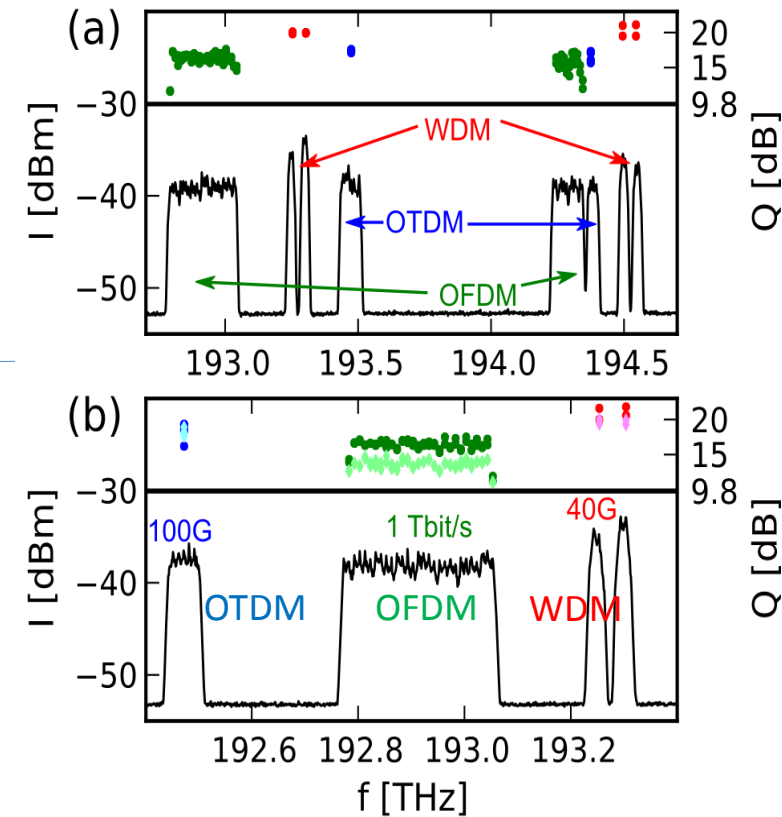 (a)
20
15
9.8
−30
−40
−50
I [dBm]
Q [dB]
WDM
OTDM
OFDM
193.0 193.5 194.0 194.5
(b)
20
15
9.8
−30
−40
−50
I [dBm]
Q [dB]
100G
1 Tbit/s
40G
OTDM OFDM WDM
192.6 192.8 193.0 193.2
f [THz]